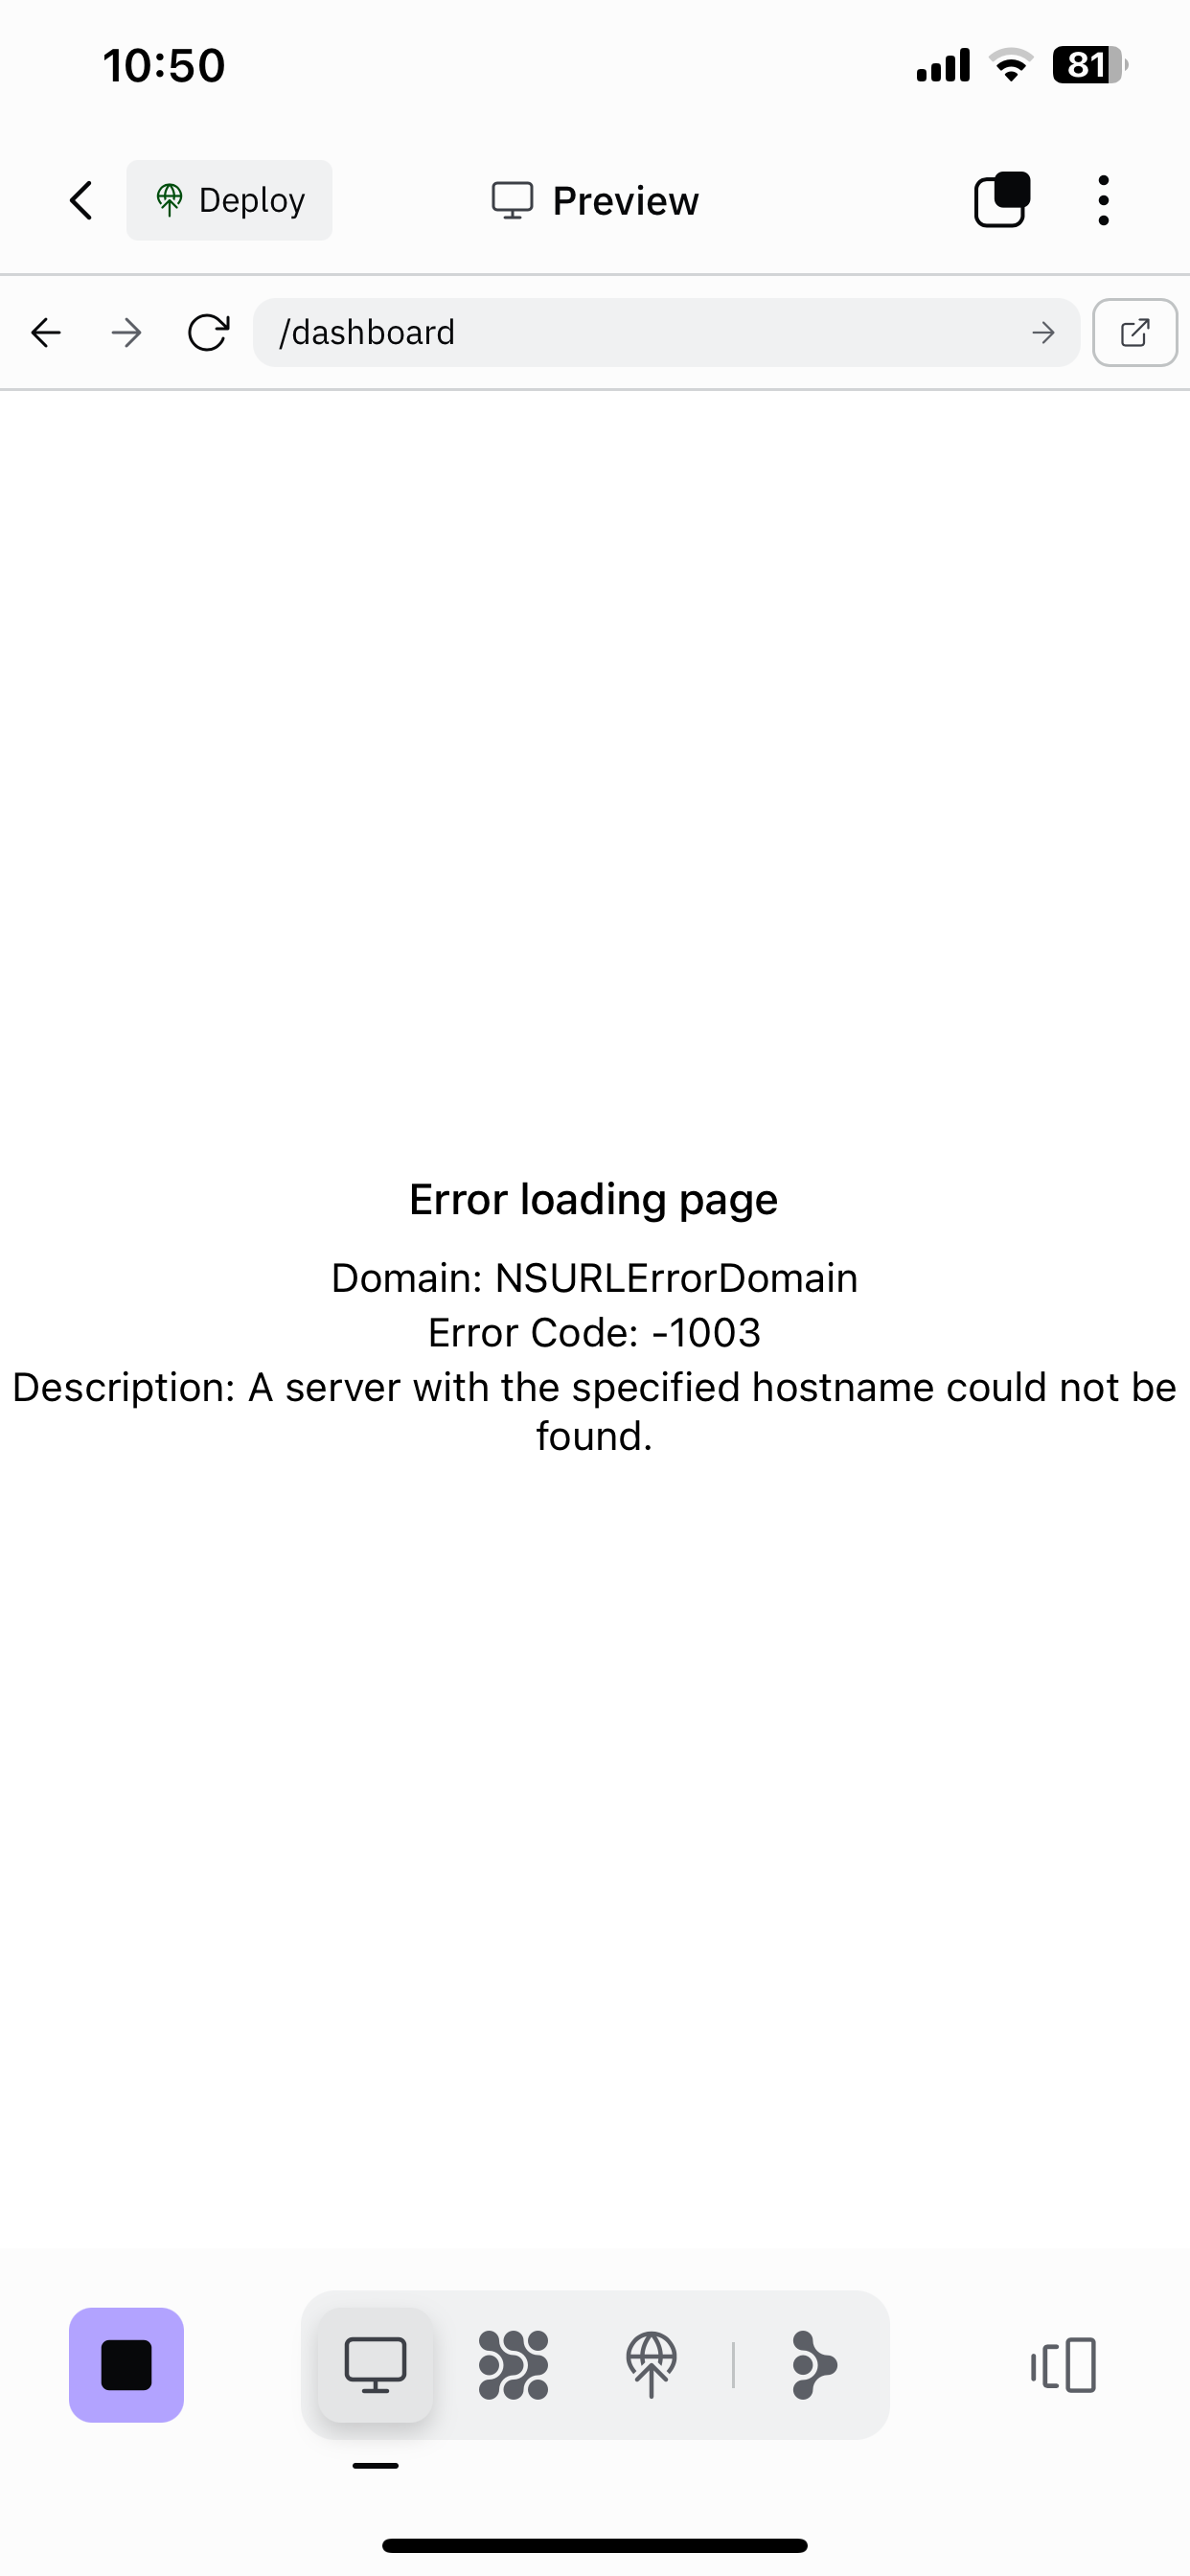 10:50
81
Deploy
Preview
/dashboard
Error loading page
Domain: NSURLErrorDomain
Error Code: -1003
Description: A server with the specified hostname could not be
found.